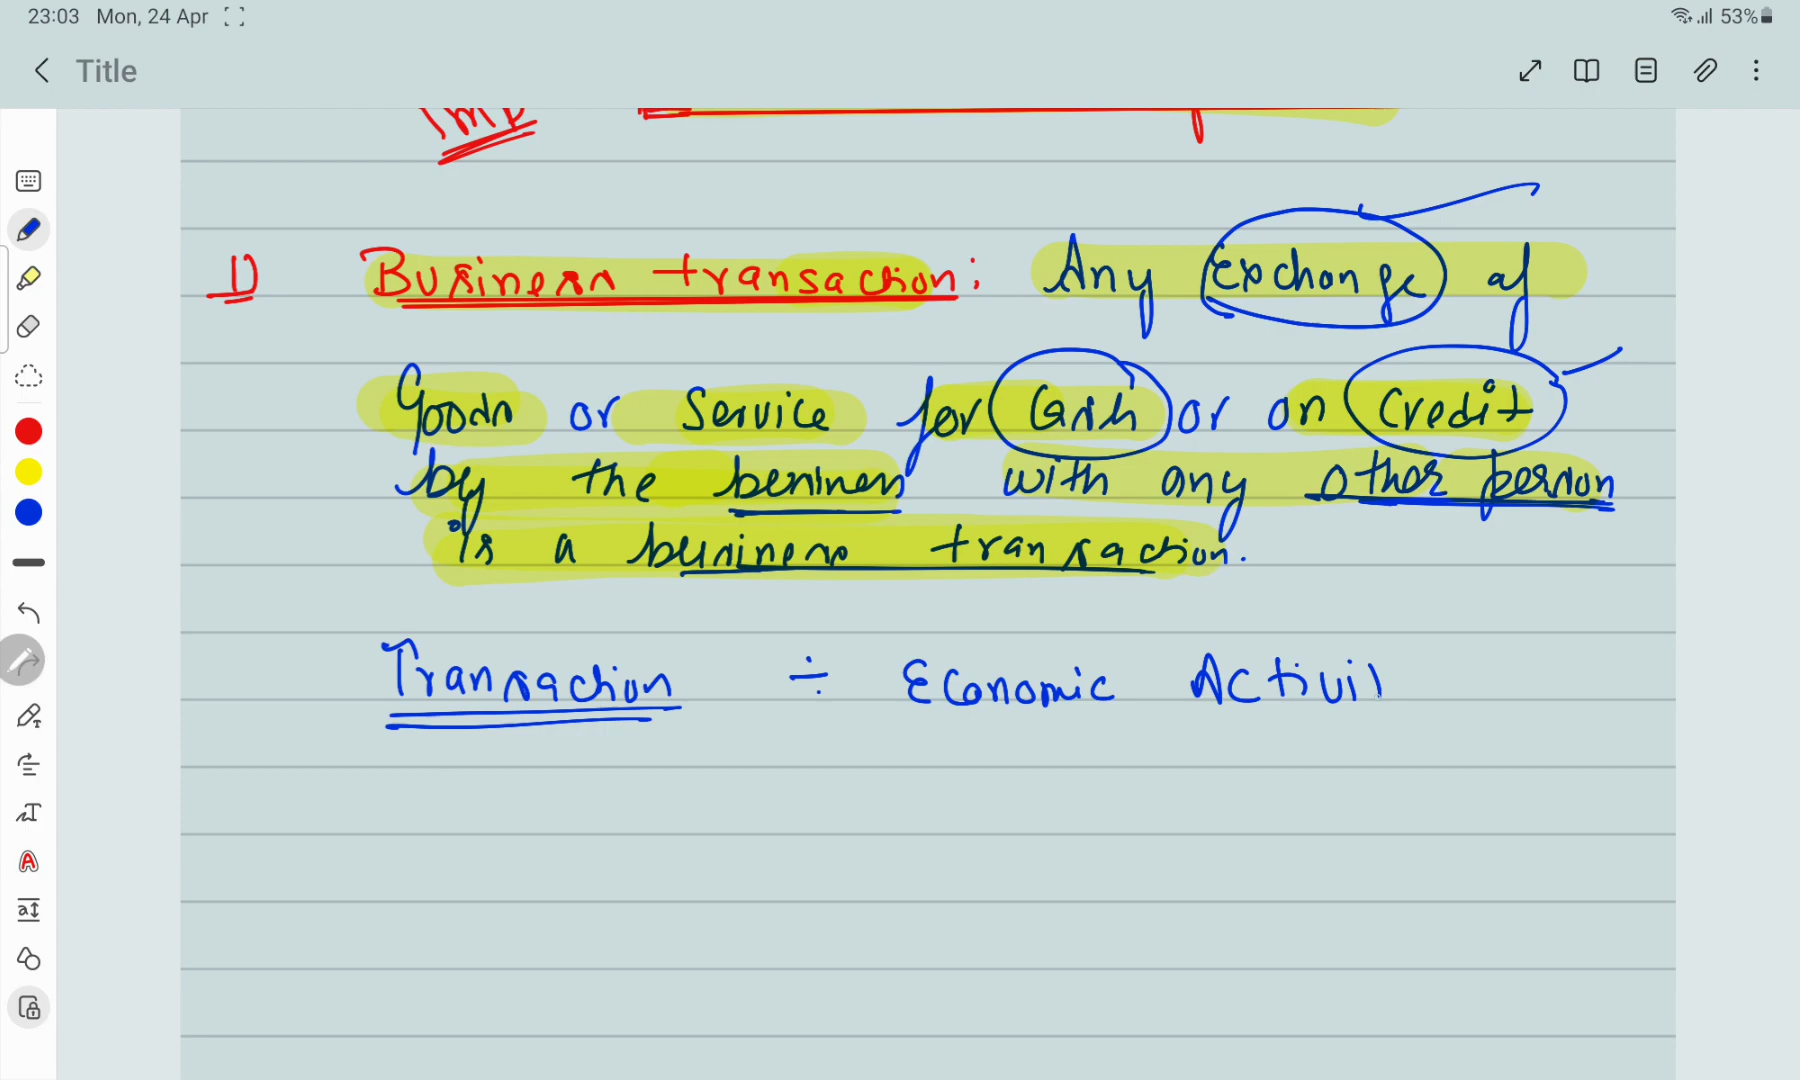 23:03 Mon, 24 Apr 53%
Title
Imp
1) Business transaction: Any Exchange of
Goods or Service for Cash or on Credit
by the business with any other person
is a business transaction.
Transaction ÷ Economic Activi